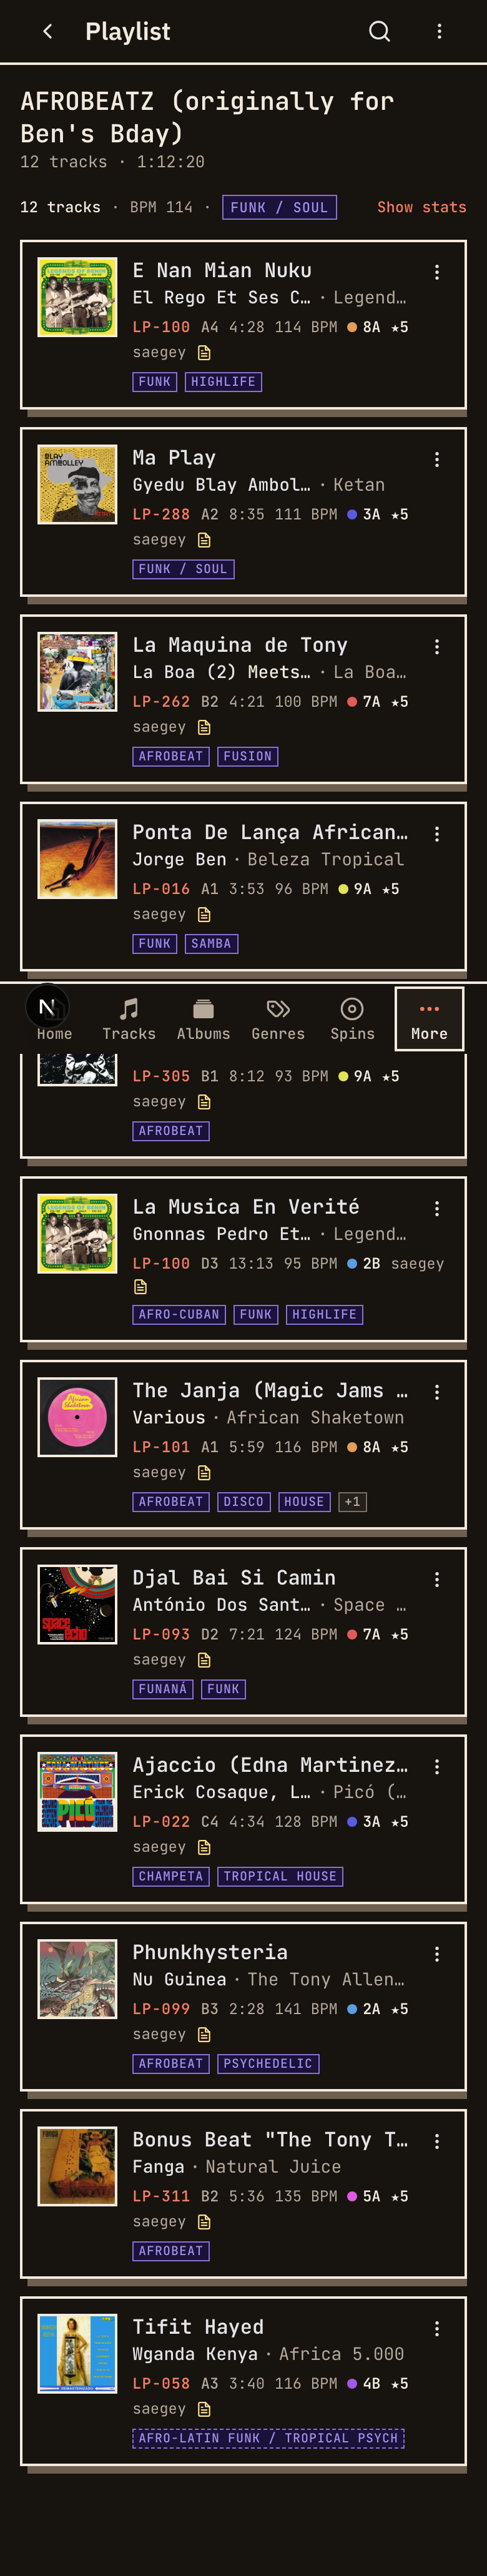 Playlist
AFROBEATZ (originally for
Ben's Bday)
12 tracks · 1:12:20
12 tracks · BPM 114 · FUNK / SOUL Show stats
E Nan Mian Nuku
El Rego Et Ses C… · Legend…
LP-100 A4 4:28 114 BPM 8A ★5
saegey
FUNK HIGHLIFE
Ma Play
Gyedu Blay Ambol… · Ketan
LP-288 A2 8:35 111 BPM 3A ★5
saegey
FUNK / SOUL
La Maquina de Tony
La Boa (2) Meets… · La Boa…
LP-262 B2 4:21 100 BPM 7A ★5
saegey
AFROBEAT FUSION
Ponta De Lança African…
Jorge Ben · Beleza Tropical
LP-016 A1 3:53 96 BPM 9A ★5
saegey
FUNK SAMBA
N
Home Tracks Albums Genres Spins More
LP-305 B1 8:12 93 BPM 9A ★5
saegey
AFROBEAT
La Musica En Verité
Gnonnas Pedro Et… · Legend…
LP-100 D3 13:13 95 BPM 2B saegey
AFRO-CUBAN FUNK HIGHLIFE
The Janja (Magic Jams …
Various · African Shaketown
LP-101 A1 5:59 116 BPM 8A ★5
saegey
AFROBEAT DISCO HOUSE +1
Djal Bai Si Camin
António Dos Sant… · Space …
LP-093 D2 7:21 124 BPM 7A ★5
saegey
FUNANÁ FUNK
Ajaccio (Edna Martinez…
Erick Cosaque, L… · Picó (…
LP-022 C4 4:34 128 BPM 3A ★5
saegey
CHAMPETA TROPICAL HOUSE
Phunkhysteria
Nu Guinea · The Tony Allen…
LP-099 B3 2:28 141 BPM 2A ★5
saegey
AFROBEAT PSYCHEDELIC
Bonus Beat "The Tony T…
Fanga · Natural Juice
LP-311 B2 5:36 135 BPM 5A ★5
saegey
AFROBEAT
Tifit Hayed
Wganda Kenya · Africa 5.000
LP-058 A3 3:40 116 BPM 4B ★5
saegey
AFRO-LATIN FUNK / TROPICAL PSYCH